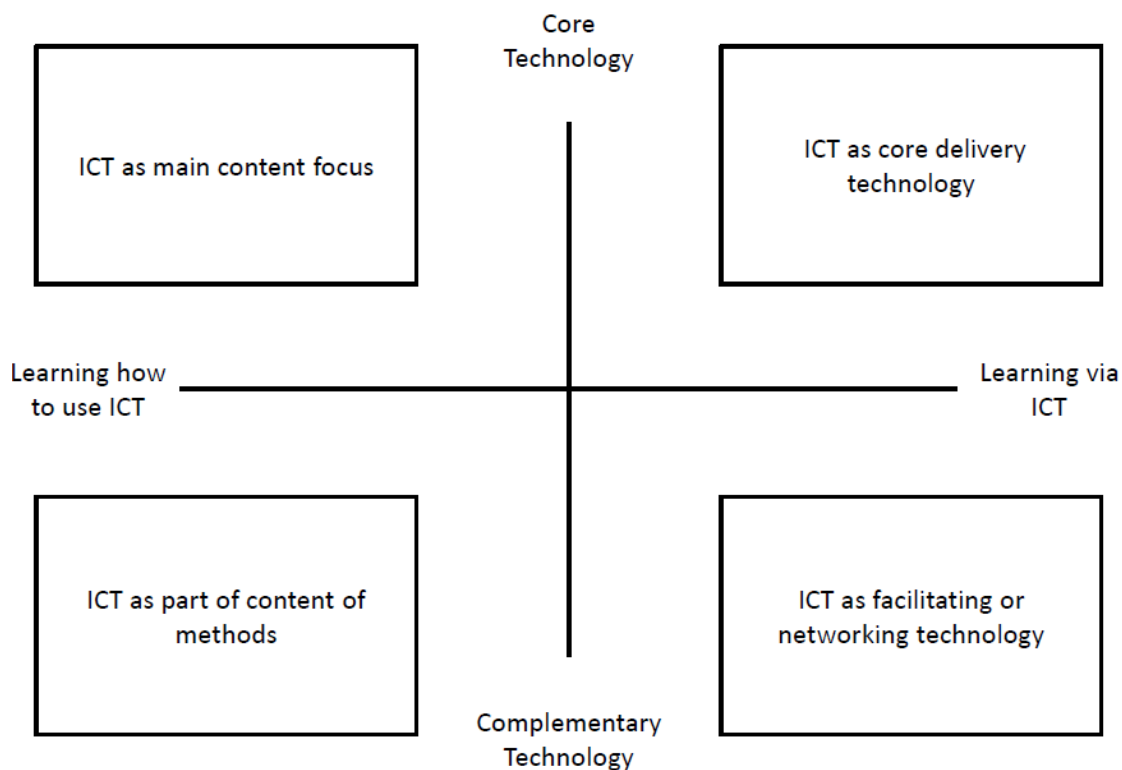 Core
Technology
ICT as main content focus
ICT as core delivery
technology
Learning how
to use ICT
Learning via
ICT
ICT as part of content of
methods
ICT as facilitating or
networking technology
Complementary
Technology